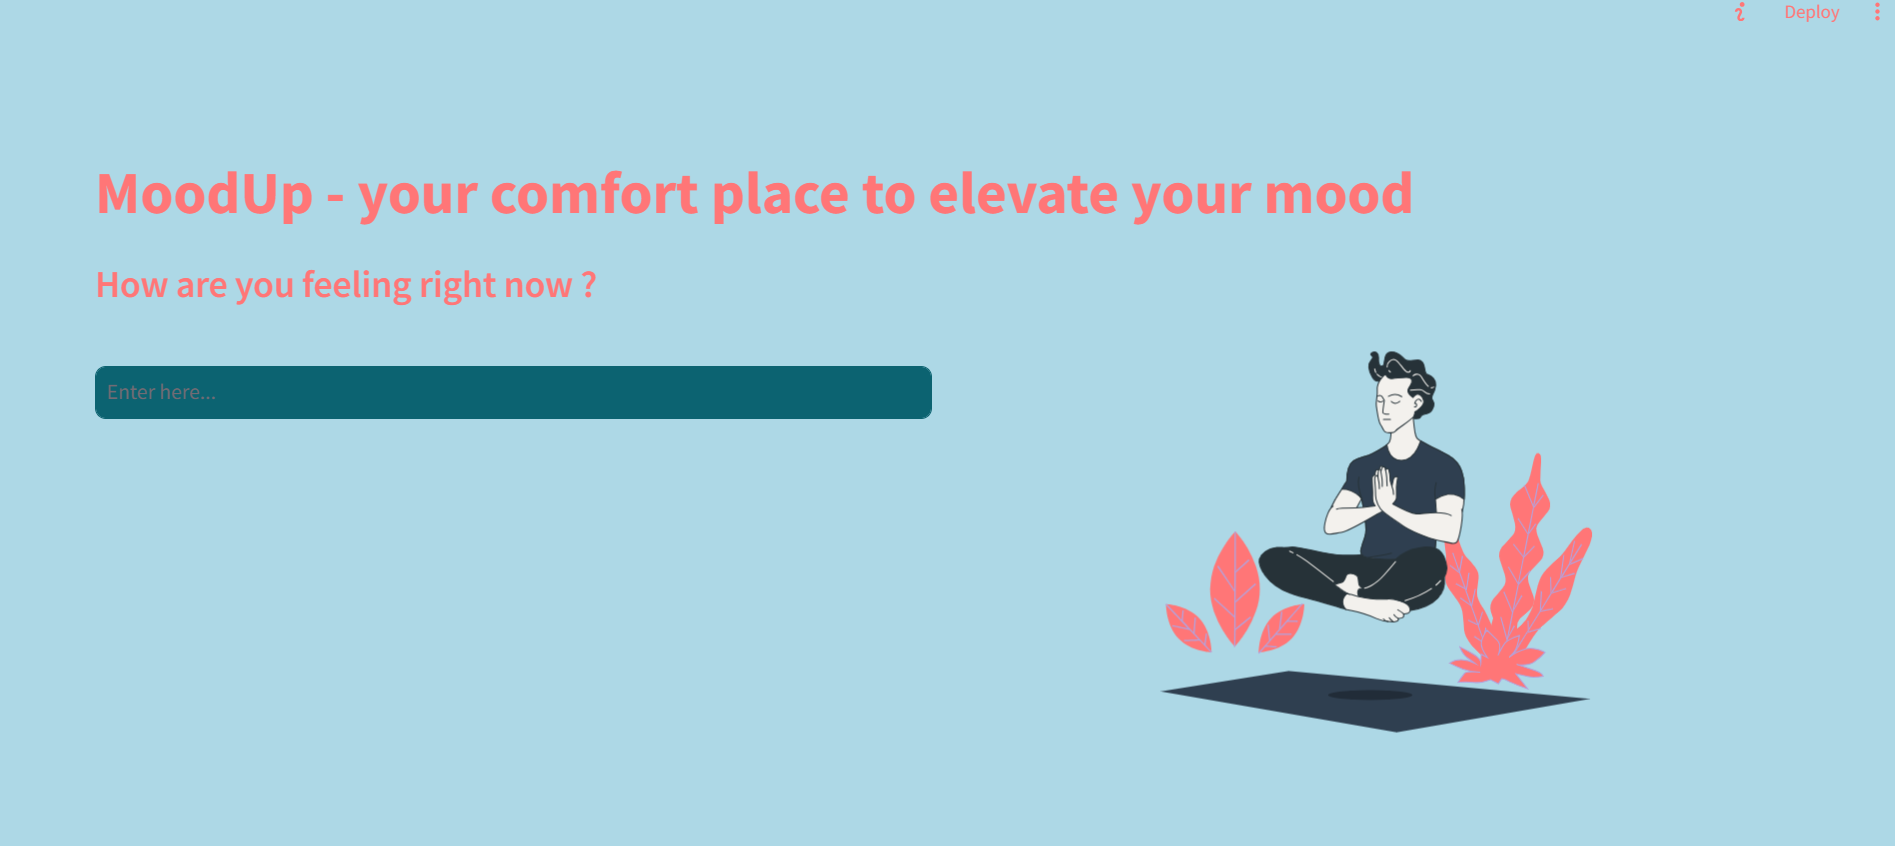 Deploy
MoodUp - your comfort place to elevate your mood
How are you feeling right now ?
Enter here...